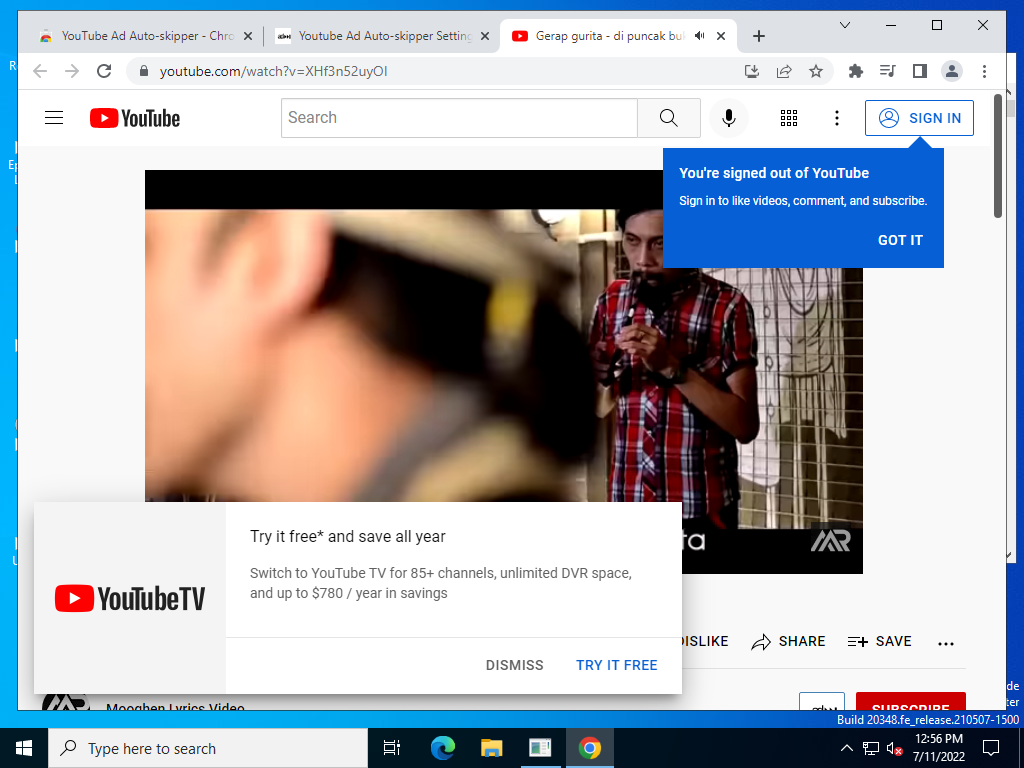 YouTube Ad Auto-skipper - Chro
Youtube Ad Auto-skipper Setting
Gerap gurita - di puncak buk
youtube.com/watch?v=XHf3n52uyOI
YouTube
Search
SIGN IN
You're signed out of YouTube
Sign in to like videos, comment, and subscribe.
GOT IT
Try it free* and save all year
Switch to YouTube TV for 85+ channels, unlimited DVR space,
and up to $780 / year in savings
YouTubeTV
DISMISS
TRY IT FREE
DISLIKE
SHARE
SAVE
Mooghen Lyrics Video
SUBSCRIBE
Build 20348.fe_release.210507-1500
Type here to search
12:56 PM
7/11/2022